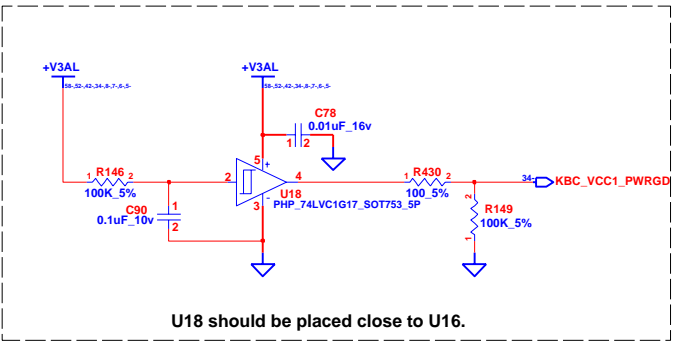 +V3AL
58-,52-,42-,34-,8-,7-,6-,5-
+V3AL
58-,52-,42-,34-,8-,7-,6-,5-
C78
0.01uF_16v
1 2
5
+
1 R146 2
100K_5%
2
4
U18
3
-
PHP_74LVC1G17_SOT753_5P
C90
0.1uF_10v
1
2
1 R430 2
100_5%
34-
KBC_VCC1_PWRGD
2
R149
100K_5%
1
U18 should be placed close to U16.